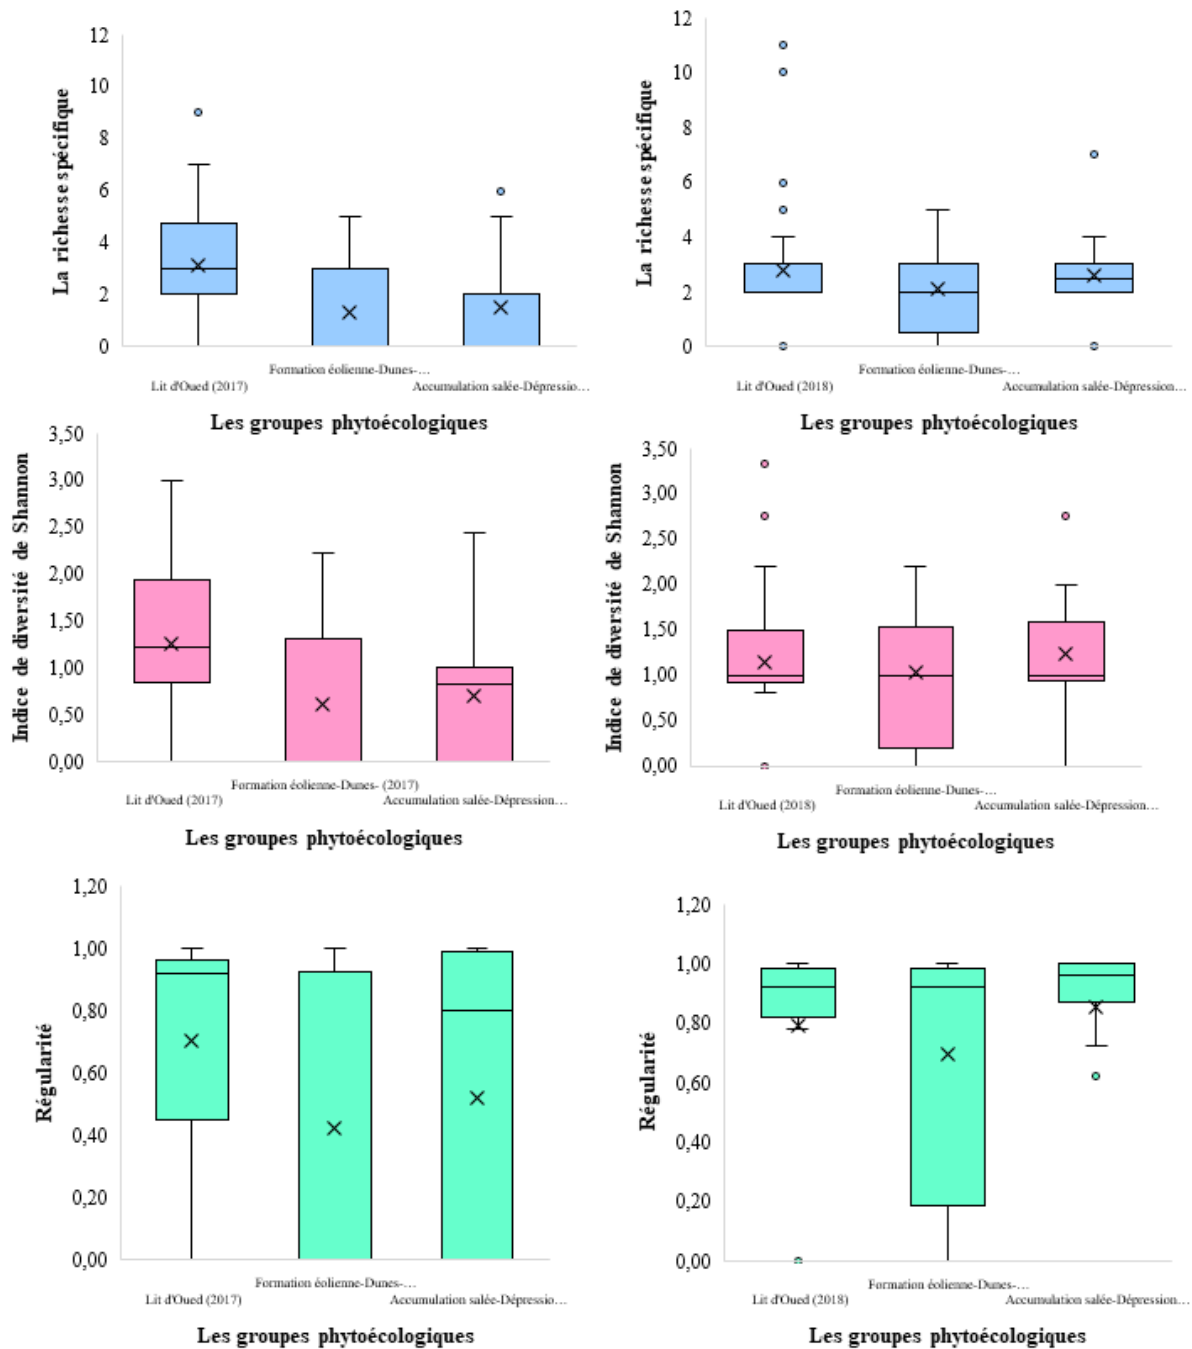 La richesse spécifique
12
10
8
6
4
2
0
Formation éolienne-Dunes-...
Lit d'Oued (2017)
Accumulation salée-Dépressio...
Les groupes phytoécologiques
La richesse spécifique
12
10
8
6
4
2
0
Formation éolienne-Dunes-...
Lit d'Oued (2018)
Accumulation salée-Dépression...
Les groupes phytoécologiques
Indice de diversité de Shannon
3,50
3,00
2,50
2,00
1,50
1,00
0,50
0,00
Formation éolienne-Dunes- (2017)
Lit d'Oued (2017)
Accumulation salée-Dépression...
Les groupes phytoécologiques
Indice de diversité de Shannon
3,50
3,00
2,50
2,00
1,50
1,00
0,50
0,00
Formation éolienne-Dunes-...
Lit d'Oued (2018)
Accumulation salée-Dépression...
Les groupes phytoécologiques
Régularité
1,20
1,00
0,80
0,60
0,40
0,20
0,00
Formation éolienne-Dunes-...
Lit d'Oued (2017)
Accumulation salée-Dépressio...
Les groupes phytoécologiques
Régularité
1,20
1,00
0,80
0,60
0,40
0,20
0,00
Formation éolienne-Dunes-...
Lit d'Oued (2018)
Accumulation salée-Dépression...
Les groupes phytoécologiques